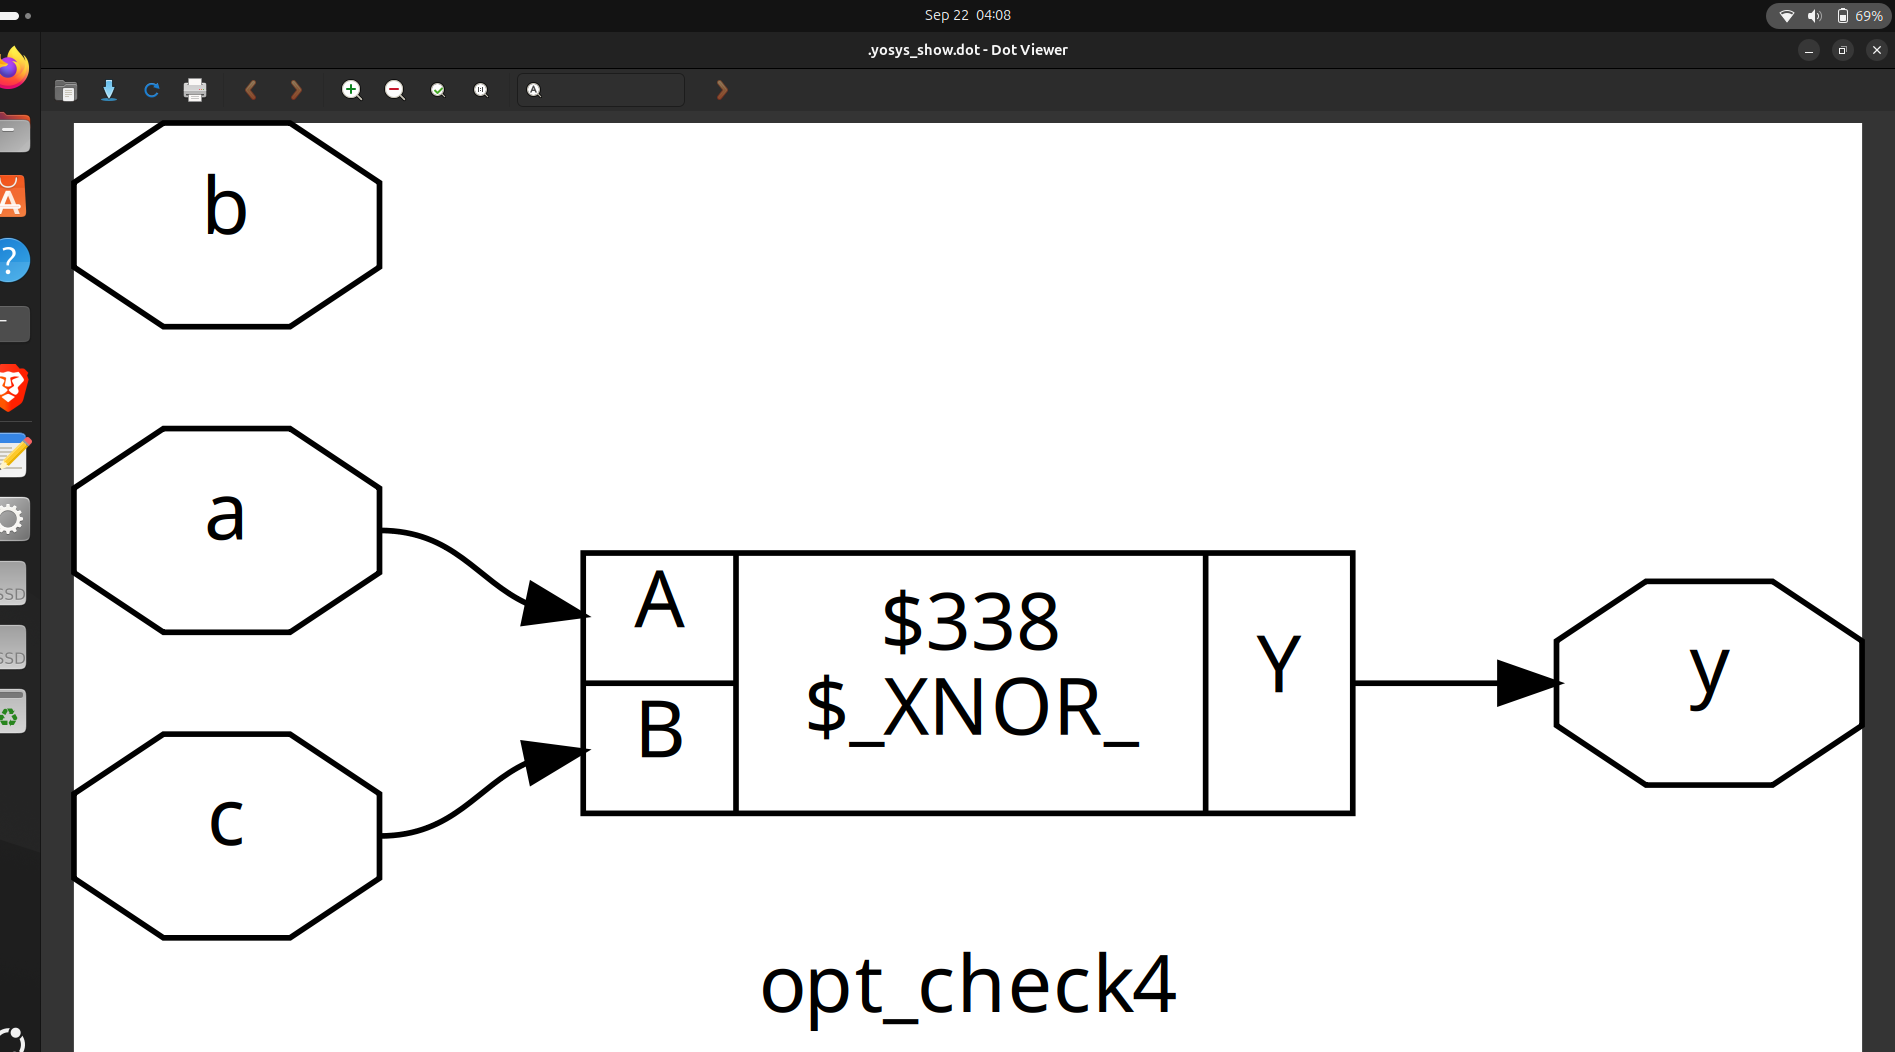 Sep 22 04:08
69%
.yosys_show.dot - Dot Viewer
b
a
A
$338
$_XNOR_
Y
y
B
c
opt_check4
SSD
SSD